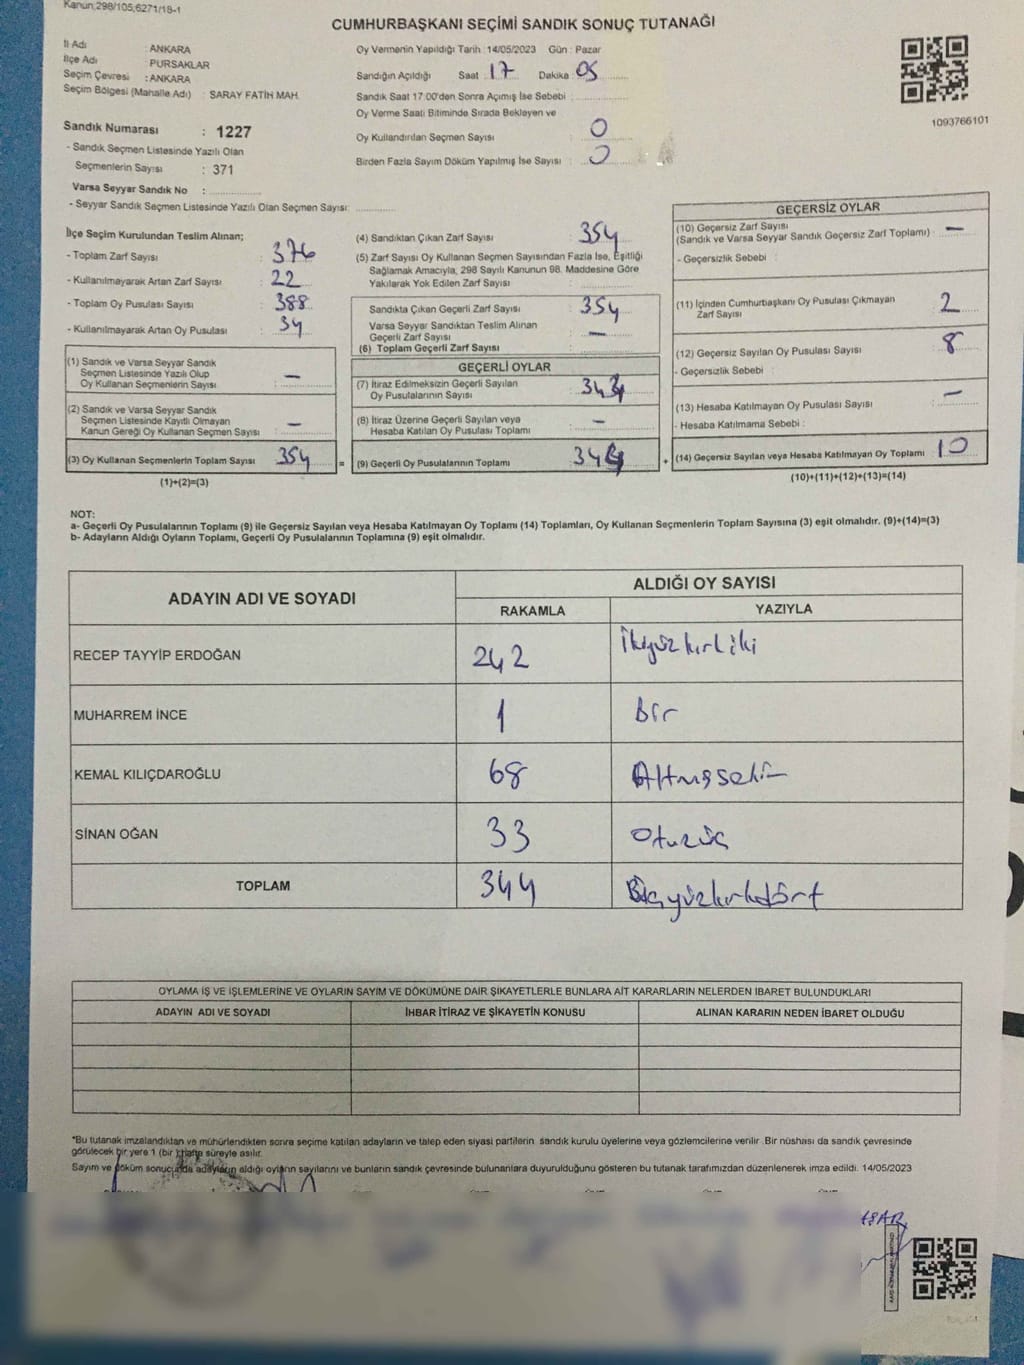 Kanun;298/105,6271/18-1
CUMHURBAŞKANI SEÇİMİ SANDIK SONUÇ TUTANAĞI
İl Adı : ANKARA
İlçe Adı : PURSAKLAR
Seçim Çevresi : ANKARA
Seçim Bölgesi (Mahalle Adı) : SARAY FATİH MAH.
Oy Vermenin Yapıldığı Tarih :14/05/2023 Gün : Pazar
Sandığın Açıldığı Saat : 17 Dakika : 05
Sandık Saat 17:00'den Sonra Açımış İse Sebebi :
Oy Verme Saati Bitiminde Sırada Bekleyen ve
Oy Kullandırılan Seçmen Sayısı : 0
Birden Fazla Sayım Döküm Yapılmış İse Sayısı : 0
1093766101
Sandık Numarası : 1227
- Sandık Seçmen Listesinde Yazılı Olan
Seçmenlerin Sayısı : 371
Varsa Seyyar Sandık No :
- Seyyar Sandık Seçmen Listesinde Yazılı Olan Seçmen Sayısı:
İlçe Seçim Kurulundan Teslim Alınan;
- Toplam Zarf Sayısı : 376
- Kullanılmayarak Artan Zarf Sayısı : 22
- Toplam Oy Pusulası Sayısı : 388
- Kullanılmayarak Artan Oy Pusulası : 34
(1) Sandık ve Varsa Seyyar Sandık
Seçmen Listesinde Yazılı Olup
Oy Kullanan Seçmenlerin Sayısı : —
(2) Sandık ve Varsa Seyyar Sandık
Seçmen Listesinde Kayıtlı Olmayan
Kanun Gereği Oy Kullanan Seçmen Sayısı : —
(3) Oy Kullanan Seçmenlerin Toplam Sayısı : 354
(1)+(2)=(3)
(4) Sandıktan Çıkan Zarf Sayısı : 354
(5) Zarf Sayısı Oy Kullanan Seçmen Sayısından Fazla İse, Eşitliği
Sağlamak Amacıyla; 298 Sayılı Kanunun 98. Maddesine Göre
Yakılarak Yok Edilen Zarf Sayısı :
Sandıkta Çıkan Geçerli Zarf Sayısı : 354
Varsa Seyyar Sandıktan Teslim Alınan
Geçerli Zarf Sayısı : —
(6) Toplam Geçerli Zarf Sayısı :
GEÇERLİ OYLAR
(7) İtiraz Edilmeksizin Geçerli Sayılan
Oy Pusulalarının Sayısı : 344
(8) İtiraz Üzerine Geçerli Sayılan veya
Hesaba Katılan Oy Pusulası Toplamı : —
= (9) Geçerli Oy Pusulalarının Toplamı : 344 +
GEÇERSİZ OYLAR
(10) Geçersiz Zarf Sayısı
(Sandık ve Varsa Seyyar Sandık Geçersiz Zarf Toplamı) : —
- Geçersizlik Sebebi :
(11) İçinden Cumhurbaşkanı Oy Pusulası Çıkmayan
Zarf Sayısı : 2
(12) Geçersiz Sayılan Oy Pusulası Sayısı : 8
- Geçersizlik Sebebi :
(13) Hesaba Katılmayan Oy Pusulası Sayısı : —
- Hesaba Katılmama Sebebi :
(14) Geçersiz Sayılan veya Hesaba Katılmayan Oy Toplamı : 10
(10)+(11)+(12)+(13)=(14)
NOT:
a- Geçerli Oy Pusulalarının Toplamı (9) ile Geçersiz Sayılan veya Hesaba Katılmayan Oy Toplamı (14) Toplamları, Oy Kullanan Seçmenlerin Toplam Sayısına (3) eşit olmalıdır. (9)+(14)=(3)
b- Adayların Aldığı Oyların Toplamı, Geçerli Oy Pusulalarının Toplamına (9) eşit olmalıdır.
ADAYIN ADI VE SOYADI
ALDIĞI OY SAYISI
RAKAMLA YAZIYLA
RECEP TAYYİP ERDOĞAN 242 İkiyüzkırkiki
MUHARREM İNCE 1 Bir
KEMAL KILIÇDAROĞLU 68 Altmışsekiz
SİNAN OĞAN 33 Otuzüç
TOPLAM 344 Üçyüzkırkdört
OYLAMA İŞ VE İŞLEMLERİNE VE OYLARIN SAYIM VE DÖKÜMÜNE DAİR ŞİKAYETLERLE BUNLARA AİT KARARLARIN NELERDEN İBARET BULUNDUKLARI
ADAYIN ADI VE SOYADI İHBAR İTİRAZ VE ŞİKAYETİN KONUSU ALINAN KARARIN NEDEN İBARET OLDUĞU
*Bu tutanak imzalandıktan ve mühürlendikten sonra seçime katılan adayların ve talep eden siyasi partilerin sandık kurulu üyelerine veya gözlemcilerine verilir. Bir nüshası da sandık çevresinde
görülecek bir yere 1 (bir ) hafta süreyle asılır.
Sayım ve döküm sonucunda adayların aldığı oyların sayılarını ve bunların sandık çevresinde bulunanlara duyurulduğunu gösteren bu tutanak tarafımızdan düzenlenerek imza edildi. 14/05/2023